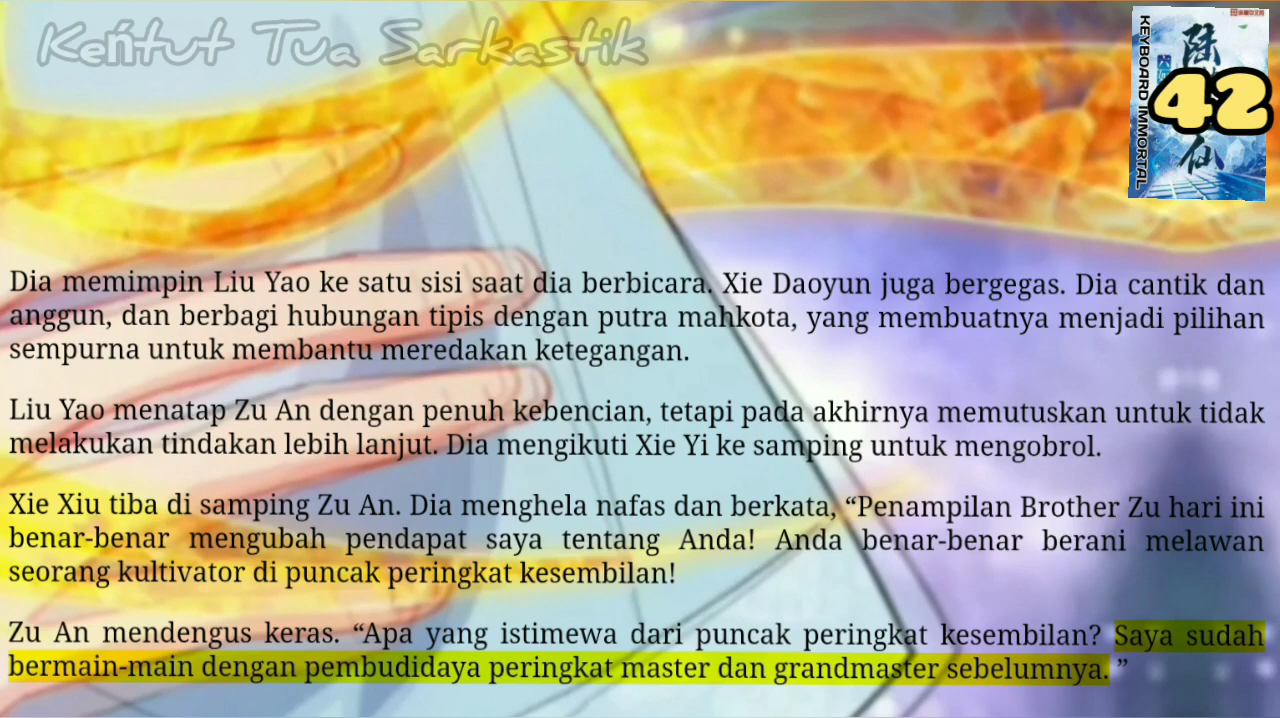 Kentut Tua Sarkastik
KEYBOARD IMMORTAL
陆
仙
42
Dia memimpin Liu Yao ke satu sisi saat dia berbicara. Xie Daoyun juga bergegas. Dia cantik dan
anggun, dan berbagi hubungan tipis dengan putra mahkota, yang membuatnya menjadi pilihan
sempurna untuk membantu meredakan ketegangan.
Liu Yao menatap Zu An dengan penuh kebencian, tetapi pada akhirnya memutuskan untuk tidak
melakukan tindakan lebih lanjut. Dia mengikuti Xie Yi ke samping untuk mengobrol.
Xie Xiu tiba di samping Zu An. Dia menghela nafas dan berkata, “Penampilan Brother Zu hari ini
benar-benar mengubah pendapat saya tentang Anda! Anda benar-benar berani melawan
seorang kultivator di puncak peringkat kesembilan!
Zu An mendengus keras. “Apa yang istimewa dari puncak peringkat kesembilan? Saya sudah
bermain-main dengan pembudidaya peringkat master dan grandmaster sebelumnya. ”